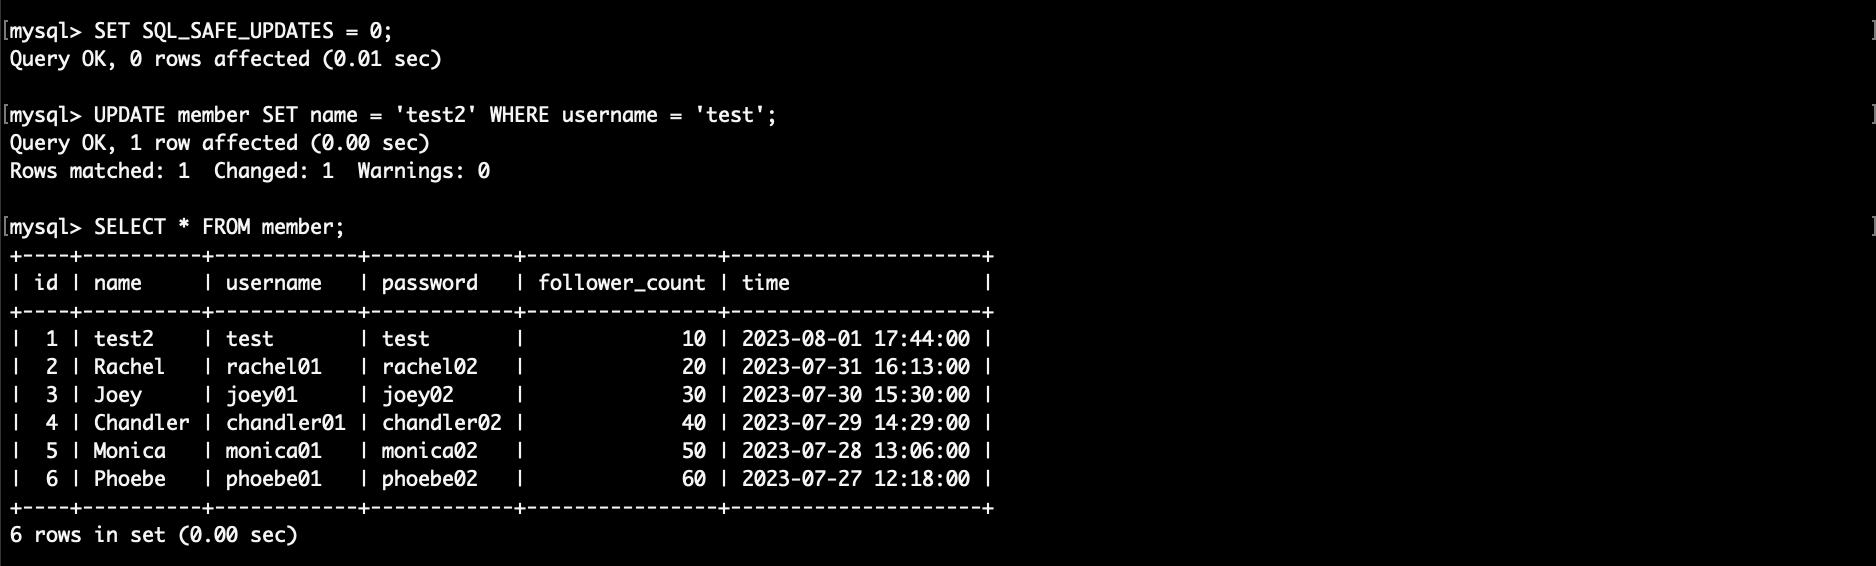 [mysql> SET SQL_SAFE_UPDATES = 0; ]
Query OK, 0 rows affected (0.01 sec)
[mysql> UPDATE member SET name = 'test2' WHERE username = 'test'; ]
Query OK, 1 row affected (0.00 sec)
Rows matched: 1  Changed: 1  Warnings: 0
[mysql> SELECT * FROM member; ]
+----+----------+------------+------------+----------------+---------------------+
| id | name     | username   | password   | follower_count | time                |
+----+----------+------------+------------+----------------+---------------------+
|  1 | test2    | test       | test       |             10 | 2023-08-01 17:44:00 |
|  2 | Rachel   | rachel01   | rachel02   |             20 | 2023-07-31 16:13:00 |
|  3 | Joey     | joey01     | joey02     |             30 | 2023-07-30 15:30:00 |
|  4 | Chandler | chandler01 | chandler02 |             40 | 2023-07-29 14:29:00 |
|  5 | Monica   | monica01   | monica02   |             50 | 2023-07-28 13:06:00 |
|  6 | Phoebe   | phoebe01   | phoebe02   |             60 | 2023-07-27 12:18:00 |
+----+----------+------------+------------+----------------+---------------------+
6 rows in set (0.00 sec)